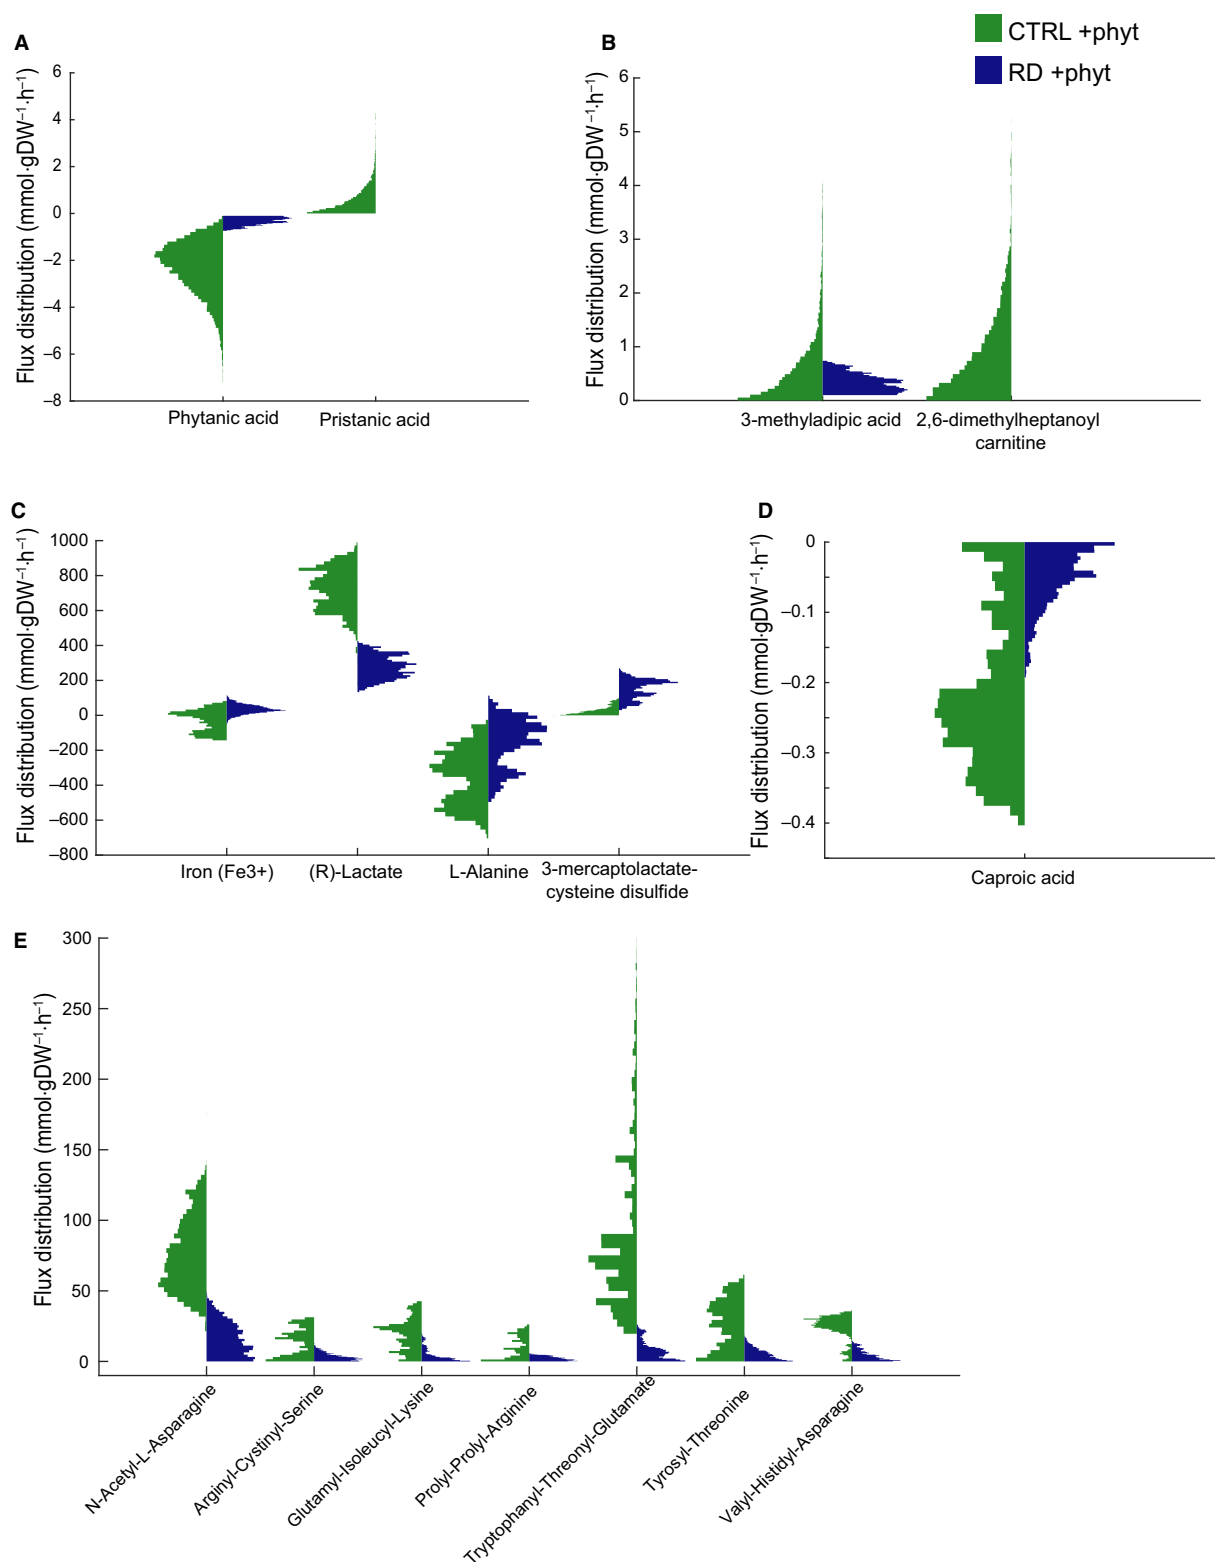 CTRL +phyt
RD +phyt
A
Flux distribution (mmol·gDW⁻¹·h⁻¹)
6
4
2
0
–2
–4
–6
–8
Phytanic acid
Pristanic acid
B
Flux distribution (mmol·gDW⁻¹·h⁻¹)
6
5
4
3
2
1
0
3-methyladipic acid
2,6-dimethylheptanoyl
carnitine
C
Flux distribution (mmol·gDW⁻¹·h⁻¹)
1000
800
600
400
200
0
–200
–400
–600
–800
Iron (Fe3+)
(R)-Lactate
L-Alanine
3-mercaptolactate-
cysteine disulfide
D
Flux distribution (mmol·gDW⁻¹·h⁻¹)
0
–0.1
–0.2
–0.3
–0.4
Caproic acid
E
Flux distribution (mmol·gDW⁻¹·h⁻¹)
300
250
200
150
100
50
0
N-Acetyl-L-Asparagine
Arginyl-Cystinyl-Serine
Glutamyl-Isoleucyl-Lysine
Prolyl-Prolyl-Arginine
Tryptophanyl-Threonyl-Glutamate
Tyrosyl-Threonine
Valyl-Histidyl-Asparagine